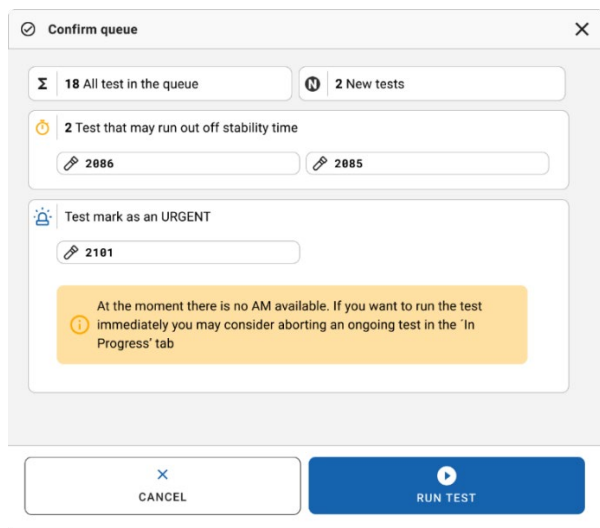 Confirm queue
Σ 18 All test in the queue
N 2 New tests
2 Test that may run out off stability time
2086
2085
Test mark as an URGENT
2101
At the moment there is no AM available. If you want to run the test
immediately you may consider aborting an ongoing test in the ´In
Progress’ tab
CANCEL
RUN TEST